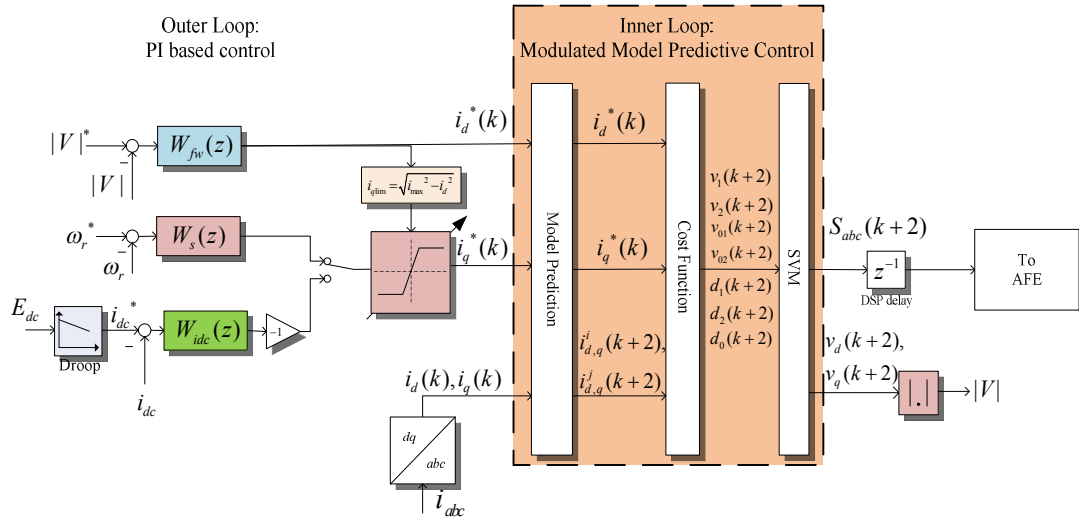 Outer Loop:
PI based control
Inner Loop:
Modulated Model Predictive Control
|V|*
|V|
−
W_fw(z)
i_d*(k)
i_d*(k)
i_qlim = √(i_max² − i_d²)
ω_r*
ω_r
−
W_s(z)
i_q*(k)
i_q*(k)
E_dc
Droop
i_dc*
−
i_dc
W_idc(z)
-1
i_d(k), i_q(k)
dq
abc
i_abc
Model Prediction
i^i_d,q(k+2),
i^j_d,q(k+2)
Cost Function
v_1(k+2)
v_2(k+2)
v_01(k+2)
v_02(k+2)
d_1(k+2)
d_2(k+2)
d_0(k+2)
SVM
S_abc(k+2)
z⁻¹
DSP delay
To
AFE
v_d(k+2),
v_q(k+2)
|.|
|V|